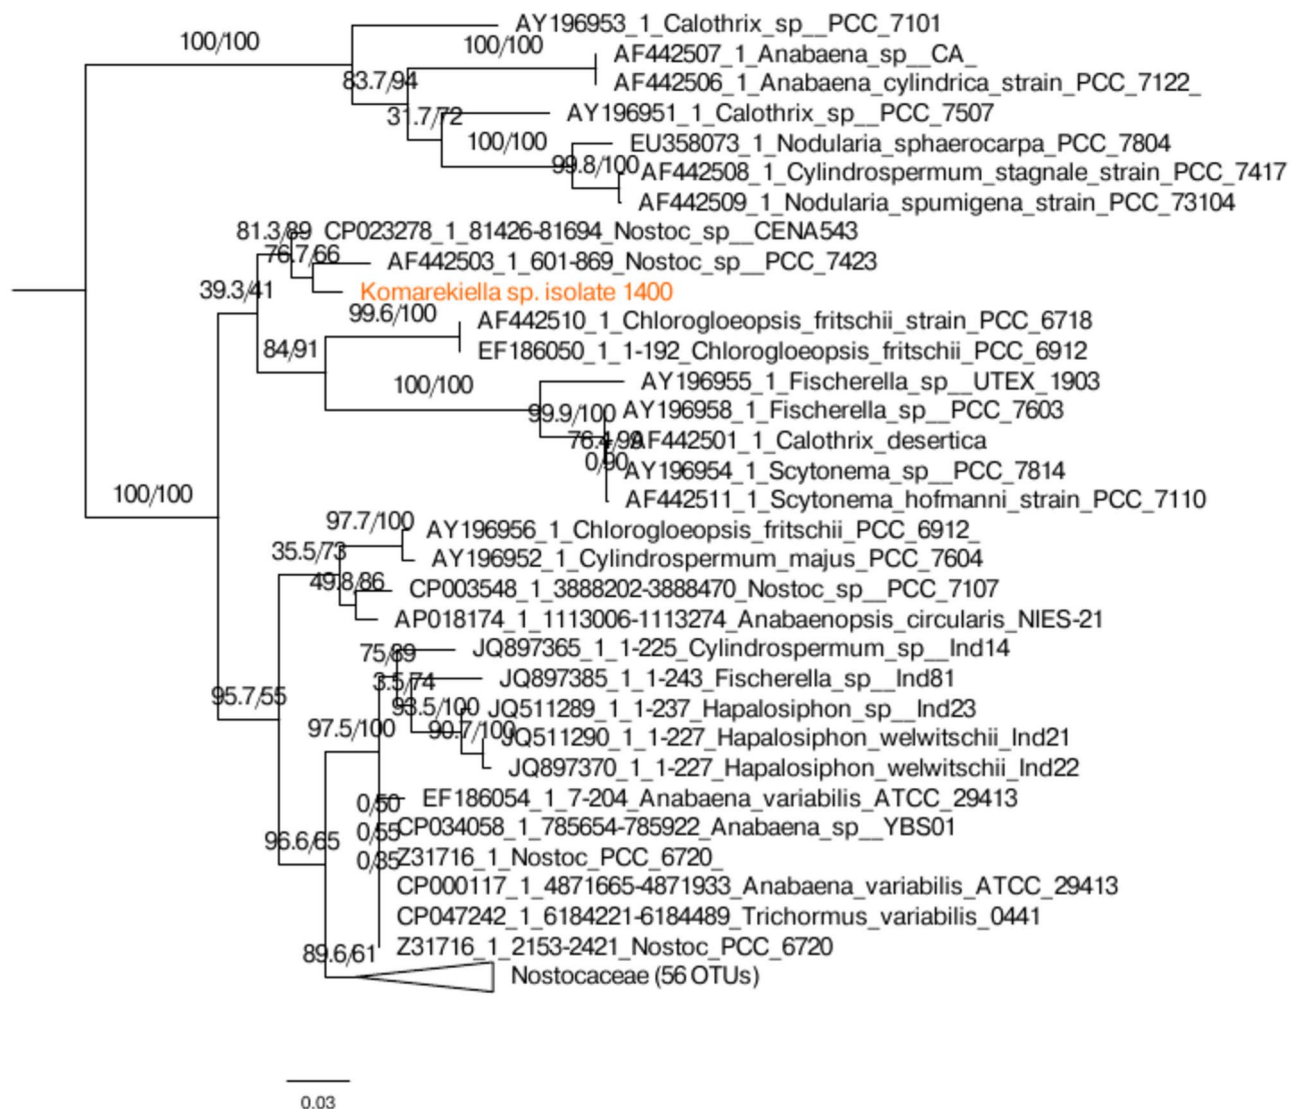 AY196953_1_Calothrix_sp__PCC_7101
100/100
100/100
AF442507_1_Anabaena_sp__CA_
83.7/94
AF442506_1_Anabaena_cylindrica_strain_PCC_7122_
31.7/72
AY196951_1_Calothrix_sp__PCC_7507
100/100
EU358073_1_Nodularia_sphaerocarpa_PCC_7804
99.8/100
AF442508_1_Cylindrospermum_stagnale_strain_PCC_7417
AF442509_1_Nodularia_spumigena_strain_PCC_73104
81.3/89
CP023278_1_81426-81694_Nostoc_sp__CENA543
76.7/66
AF442503_1_601-869_Nostoc_sp__PCC_7423
39.3/41
Komarekiella sp. isolate 1400
99.6/100
AF442510_1_Chlorogloeopsis_fritschii_strain_PCC_6718
84/91
EF186050_1_1-192_Chlorogloeopsis_fritschii_PCC_6912
100/100
AY196955_1_Fischerella_sp__UTEX_1903
99.9/100
AY196958_1_Fischerella_sp__PCC_7603
AF442501_1_Calothrix_desertica
0/90
AY196954_1_Scytonema_sp__PCC_7814
100/100
AF442511_1_Scytonema_hofmanni_strain_PCC_7110
97.7/100
AY196956_1_Chlorogloeopsis_fritschii_PCC_6912_
35.5/73
AY196952_1_Cylindrospermum_majus_PCC_7604
49.8/86
CP003548_1_3888202-3888470_Nostoc_sp__PCC_7107
AP018174_1_1113006-1113274_Anabaenopsis_circularis_NIES-21
75/89
JQ897365_1_1-225_Cylindrospermum_sp__Ind14
3.5/74
JQ897385_1_1-243_Fischerella_sp__Ind81
95.7/55
93.5/100
JQ511289_1_1-237_Hapalosiphon_sp__Ind23
97.5/100
90.7/100
JQ511290_1_1-227_Hapalosiphon_welwitschii_Ind21
JQ897370_1_1-227_Hapalosiphon_welwitschii_Ind22
0/50
EF186054_1_7-204_Anabaena_variabilis_ATCC_29413
0/55
CP034058_1_785654-785922_Anabaena_sp__YBS01
96.6/65
0/35
Z31716_1_Nostoc_PCC_6720_
CP000117_1_4871665-4871933_Anabaena_variabilis_ATCC_29413
CP047242_1_6184221-6184489_Trichormus_variabilis_0441
89.6/61
Z31716_1_2153-2421_Nostoc_PCC_6720
Nostocaceae (56 OTUs)
0.03